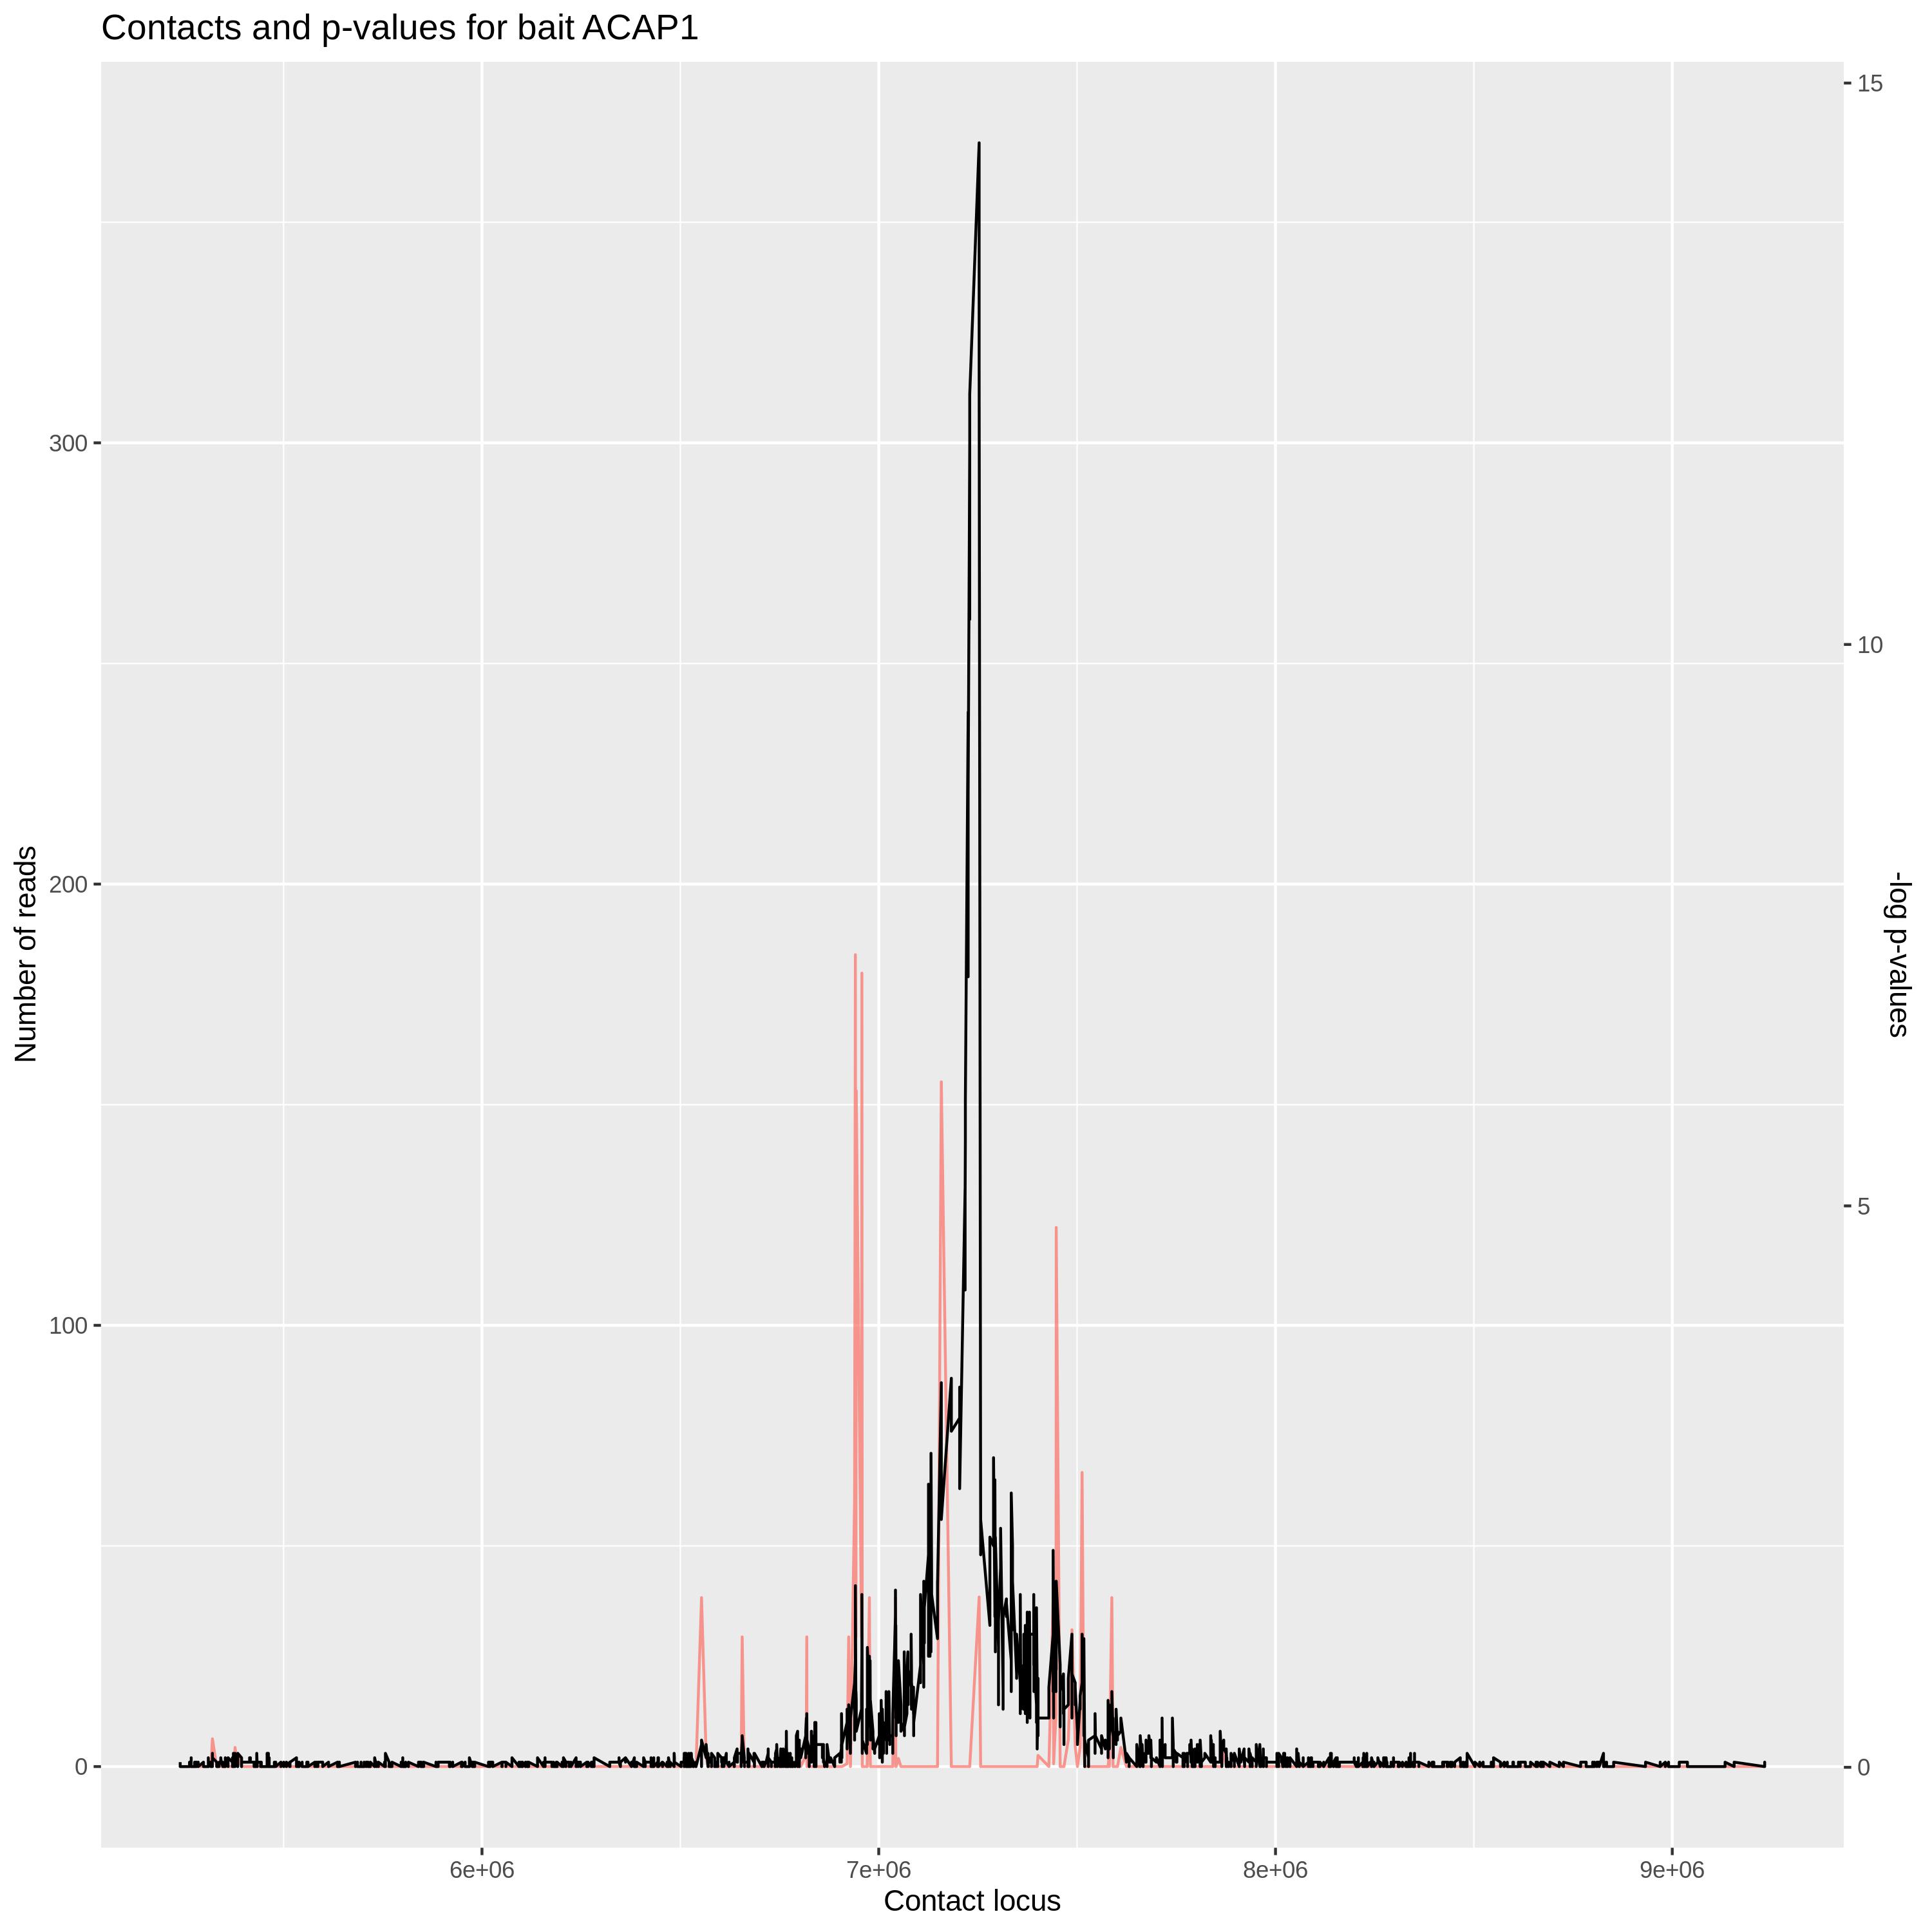 Contacts and p-values for bait ACAP1
15
300
10
200
Number of reads
-log p-values
5
100
0
0
6e+06
7e+06
8e+06
9e+06
Contact locus